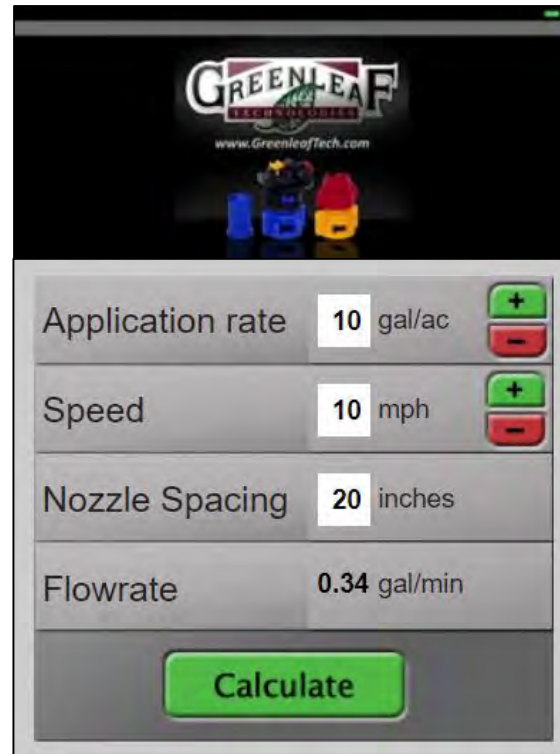 GREENLEAF
TECHNOLOGIES
www.GreenleafTech.com
Application rate 10 gal/ac + -
Speed 10 mph + -
Nozzle Spacing 20 inches
Flowrate 0.34 gal/min
Calculate